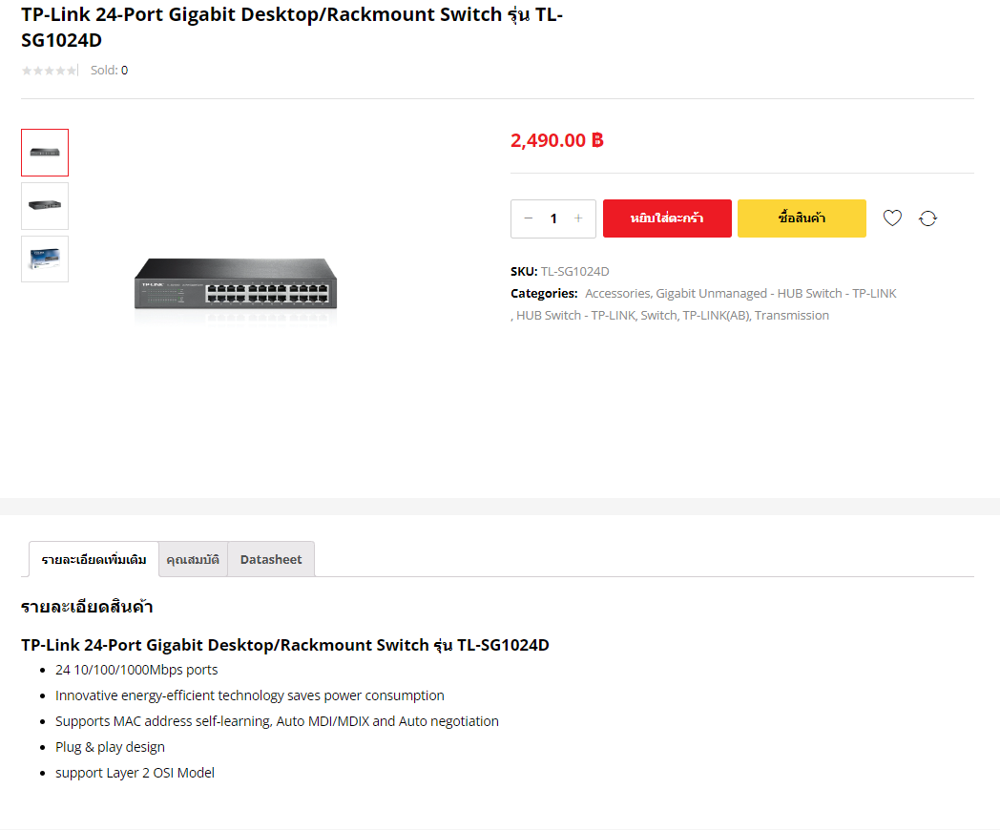 TP-Link 24-Port Gigabit Desktop/Rackmount Switch รุ่น TL-
SG1024D
Sold: 0
2,490.00 ฿
− 1 +
หยิบใส่ตะกร้า
ซื้อสินค้า
SKU: TL-SG1024D
Categories: Accessories, Gigabit Unmanaged - HUB Switch - TP-LINK
, HUB Switch - TP-LINK, Switch, TP-LINK(AB), Transmission
TP-LINK
รายละเอียดเพิ่มเติม
คุณสมบัติ
Datasheet
รายละเอียดสินค้า
TP-Link 24-Port Gigabit Desktop/Rackmount Switch รุ่น TL-SG1024D
• 24 10/100/1000Mbps ports
• Innovative energy-efficient technology saves power consumption
• Supports MAC address self-learning, Auto MDI/MDIX and Auto negotiation
• Plug & play design
• support Layer 2 OSI Model